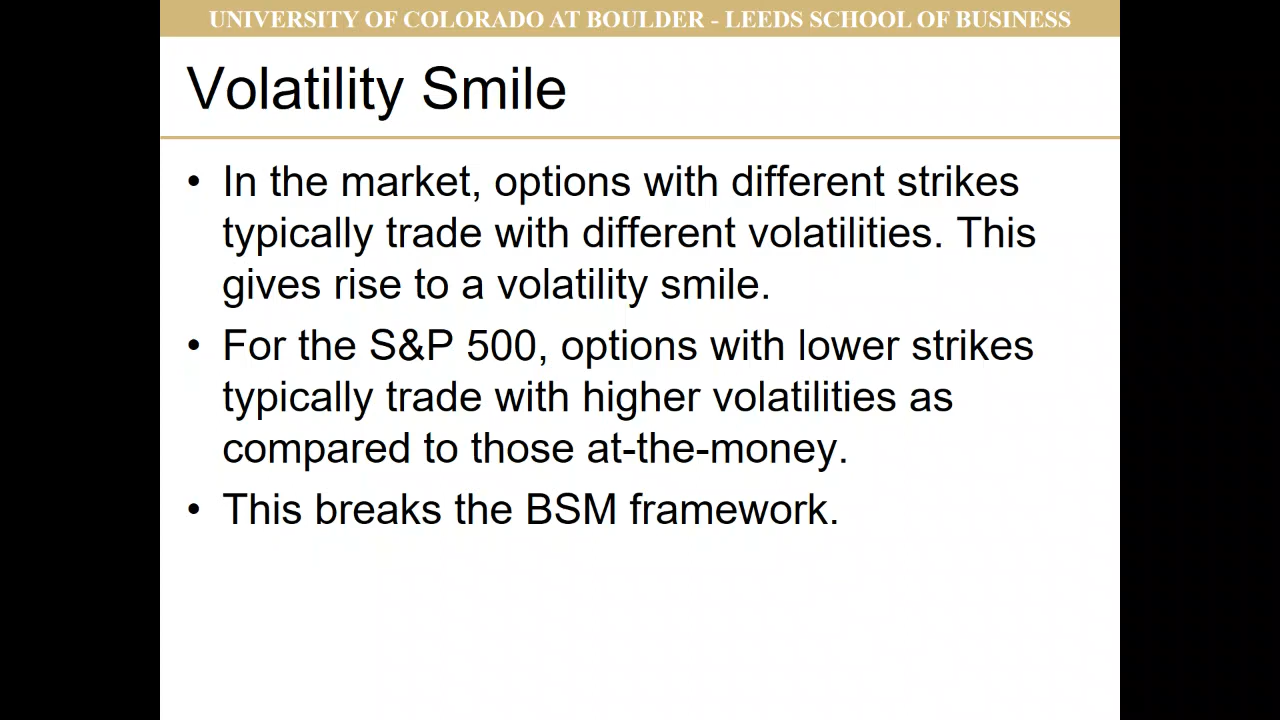 UNIVERSITY OF COLORADO AT BOULDER - LEEDS SCHOOL OF BUSINESS
Volatility Smile
• In the market, options with different strikes
typically trade with different volatilities. This
gives rise to a volatility smile.
• For the S&P 500, options with lower strikes
typically trade with higher volatilities as
compared to those at-the-money.
• This breaks the BSM framework.